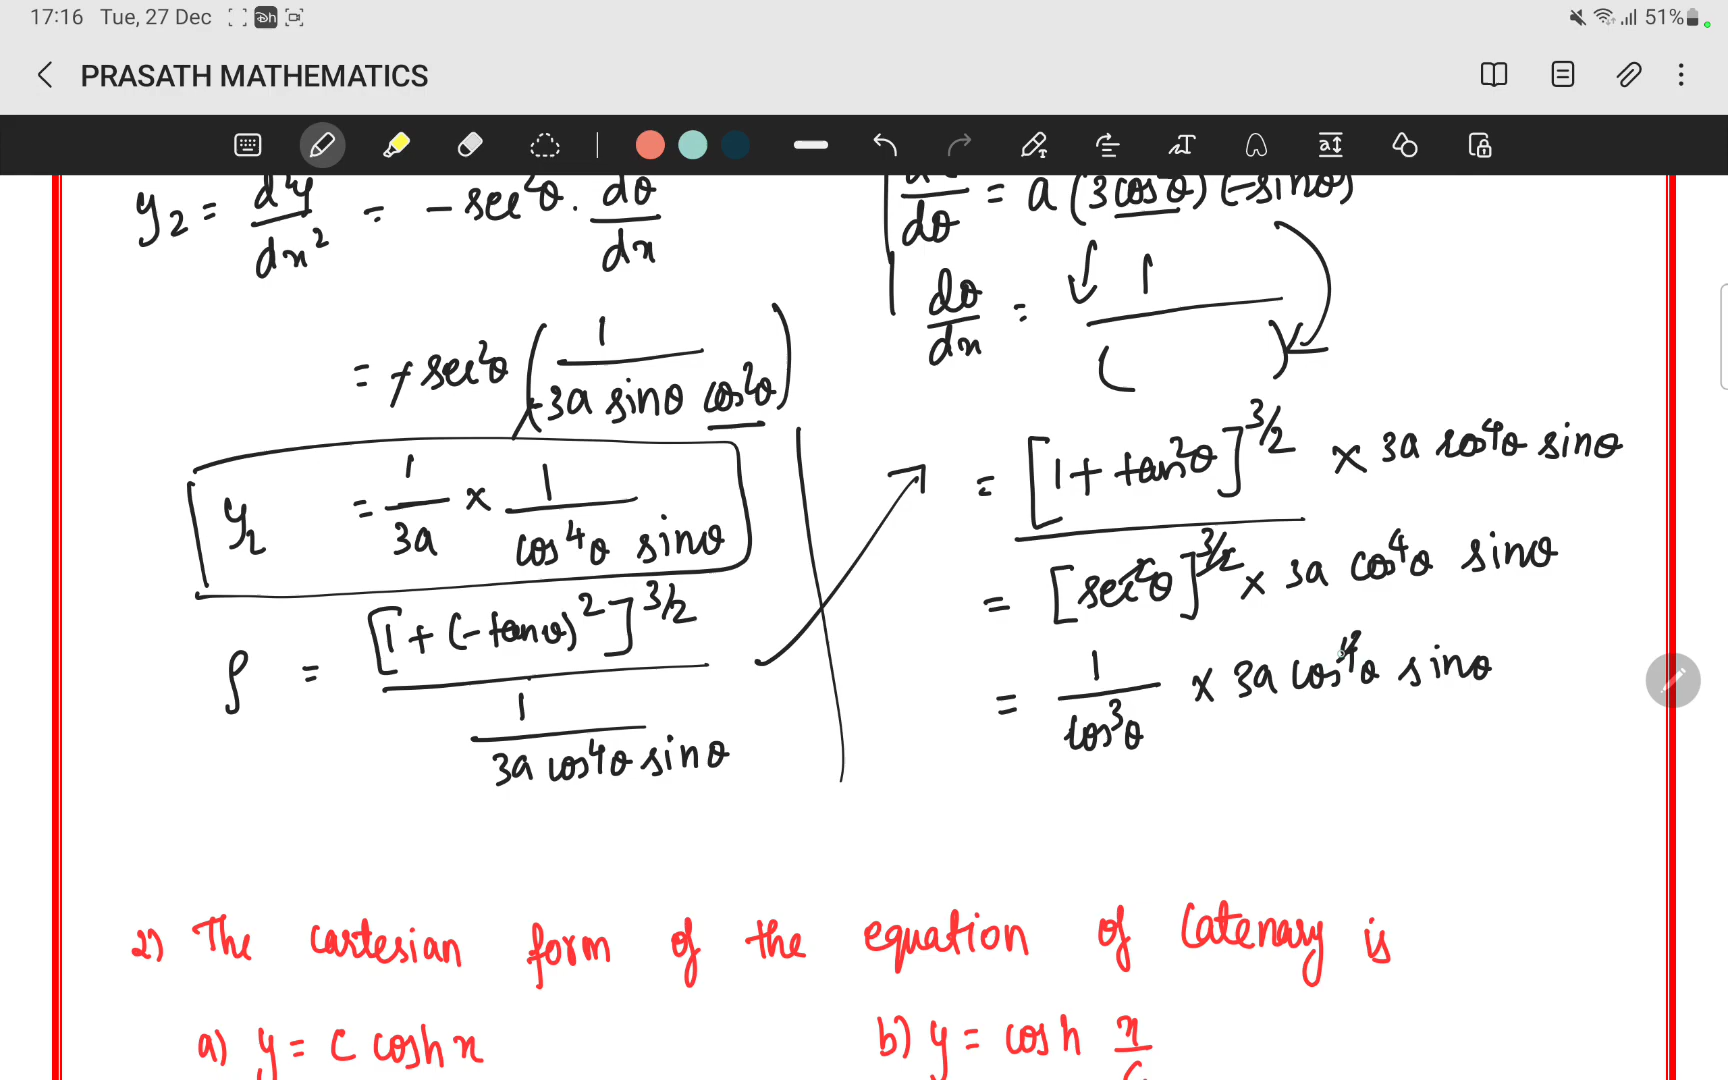 17:16 Tue, 27 Dec 51%
PRASATH MATHEMATICS
y₂ = d²y/dx² = - sec²θ . dθ/dx
= - sec²θ ( 1 / -3a sinθ cos²θ )
y₂ = 1/3a × 1/(cos⁴θ sinθ)
ρ = [1 + (-tanθ)²]^3/2 / (1 / 3a cos⁴θ sinθ)
/dθ = a (3 cos²θ) (-sinθ)
dθ/dx = 1 / ( )
= [1 + tan²θ]^3/2 × 3a cos⁴θ sinθ
= [sec²θ]^3/2 × 3a cos⁴θ sinθ
= 1/cos³θ × 3a cos⁴θ sinθ
2) The cartesian form of the equation of Catenary is
a) y = c cosh x
b) y = cosh x/c